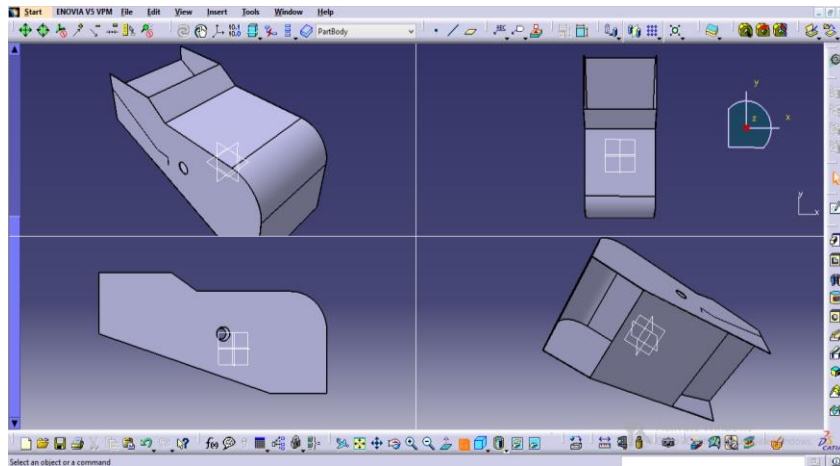 Start ENOVIA V5 VPM File Edit View Insert Tools Window Help
PartBody
y
x
z
y
x
Select an object or a command